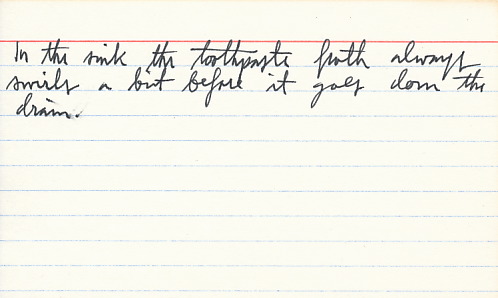 In the sink the toothpaste froth always
swirls a bit before it goes down the
drain.